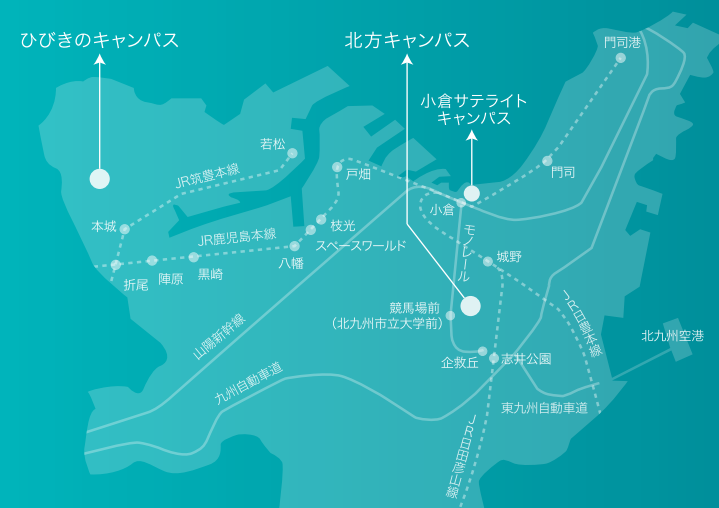 ひびきのキャンパス
北方キャンパス
門司港
小倉サテライト
キャンパス
若松
戸畑
門司
JR筑豊本線
小倉
本城
枝光
モノレール
JR鹿児島本線
スペースワールド
城野
八幡
折尾
陣原
黒崎
競馬場前
（北九州市立大学前）
JR日豊本線
山陽新幹線
北九州空港
企救丘
志井公園
九州自動車道
東九州自動車道
JR日田彦山線